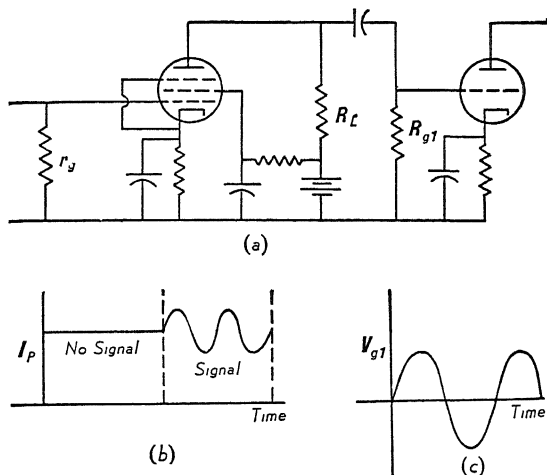 r_g
R_L
R_g1
(a)
I_P
No Signal
Signal
Time
(b)
V_g1
Time
(c)